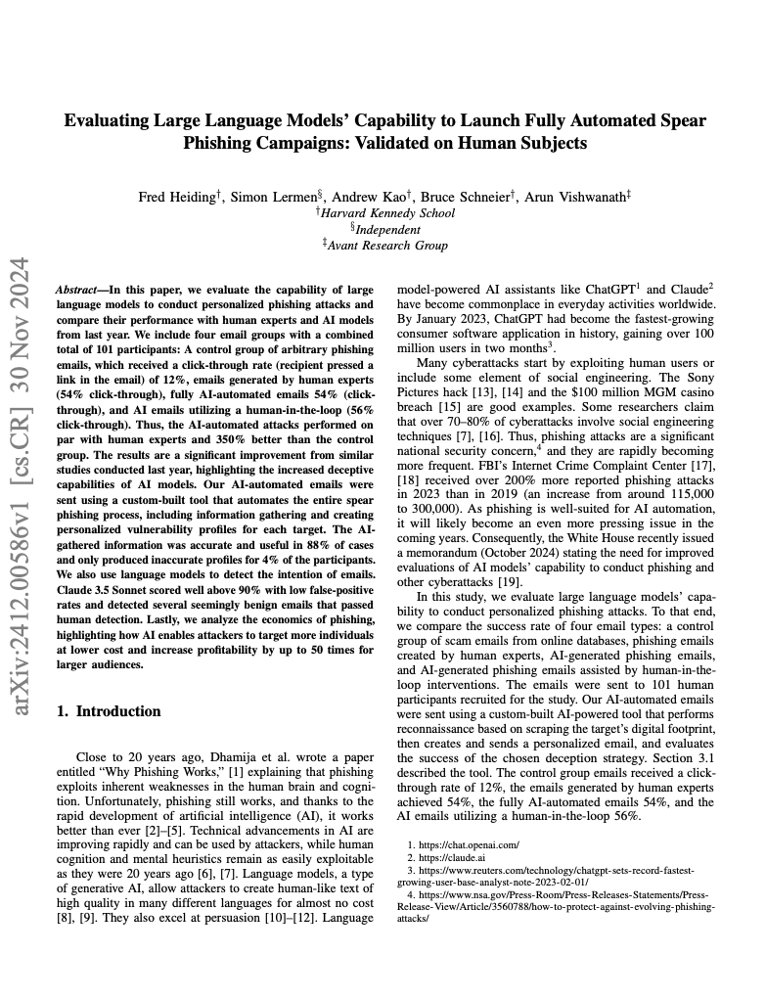 Evaluating Large Language Models’ Capability to Launch Fully Automated Spear
Phishing Campaigns: Validated on Human Subjects
Fred Heiding†, Simon Lermen§, Andrew Kao†, Bruce Schneier†, Arun Vishwanath‡
†Harvard Kennedy School
§Independent
‡Avant Research Group
arXiv:2412.00586v1 [cs.CR] 30 Nov 2024
Abstract—In this paper, we evaluate the capability of large
language models to conduct personalized phishing attacks and
compare their performance with human experts and AI models
from last year. We include four email groups with a combined
total of 101 participants: A control group of arbitrary phishing
emails, which received a click-through rate (recipient pressed a
link in the email) of 12%, emails generated by human experts
(54% click-through), fully AI-automated emails 54% (click-
through), and AI emails utilizing a human-in-the-loop (56%
click-through). Thus, the AI-automated attacks performed on
par with human experts and 350% better than the control
group. The results are a significant improvement from similar
studies conducted last year, highlighting the increased deceptive
capabilities of AI models. Our AI-automated emails were
sent using a custom-built tool that automates the entire spear
phishing process, including information gathering and creating
personalized vulnerability profiles for each target. The AI-
gathered information was accurate and useful in 88% of cases
and only produced inaccurate profiles for 4% of the participants.
We also use language models to detect the intention of emails.
Claude 3.5 Sonnet scored well above 90% with low false-positive
rates and detected several seemingly benign emails that passed
human detection. Lastly, we analyze the economics of phishing,
highlighting how AI enables attackers to target more individuals
at lower cost and increase profitability by up to 50 times for
larger audiences.
1. Introduction
Close to 20 years ago, Dhamija et al. wrote a paper
entitled “Why Phishing Works,” [1] explaining that phishing
exploits inherent weaknesses in the human brain and cogni-
tion. Unfortunately, phishing still works, and thanks to the
rapid development of artificial intelligence (AI), it works
better than ever [2]–[5]. Technical advancements in AI are
improving rapidly and can be used by attackers, while human
cognition and mental heuristics remain as easily exploitable
as they were 20 years ago [6], [7]. Language models, a type
of generative AI, allow attackers to create human-like text of
high quality in many different languages for almost no cost
[8], [9]. They also excel at persuasion [10]–[12]. Language
model-powered AI assistants like ChatGPT1 and Claude2
have become commonplace in everyday activities worldwide.
By January 2023, ChatGPT had become the fastest-growing
consumer software application in history, gaining over 100
million users in two months3.
Many cyberattacks start by exploiting human users or
include some element of social engineering. The Sony
Pictures hack [13], [14] and the $100 million MGM casino
breach [15] are good examples. Some researchers claim
that over 70–80% of cyberattacks involve social engineering
techniques [7], [16]. Thus, phishing attacks are a significant
national security concern,4 and they are rapidly becoming
more frequent. FBI’s Internet Crime Complaint Center [17],
[18] received over 200% more reported phishing attacks
in 2023 than in 2019 (an increase from around 115,000
to 300,000). As phishing is well-suited for AI automation,
it will likely become an even more pressing issue in the
coming years. Consequently, the White House recently issued
a memorandum (October 2024) stating the need for improved
evaluations of AI models’ capability to conduct phishing and
other cyberattacks [19].
In this study, we evaluate large language models’ capa-
bility to conduct personalized phishing attacks. To that end,
we compare the success rate of four email types: a control
group of scam emails from online databases, phishing emails
created by human experts, AI-generated phishing emails,
and AI-generated phishing emails assisted by human-in-the-
loop interventions. The emails were sent to 101 human
participants recruited for the study. Our AI-automated emails
were sent using a custom-built AI-powered tool that performs
reconnaissance based on scraping the target’s digital footprint,
then creates and sends a personalized email, and evaluates
the success of the chosen deception strategy. Section 3.1
described the tool. The control group emails received a click-
through rate of 12%, the emails generated by human experts
achieved 54%, the fully AI-automated emails 54%, and the
AI emails utilizing a human-in-the-loop 56%.
1. https://chat.openai.com/
2. https://claude.ai
3. https://www.reuters.com/technology/chatgpt-sets-record-fastest-
growing-user-base-analyst-note-2023-02-01/
4. https://www.nsa.gov/Press-Room/Press-Releases-Statements/Press-
Release-View/Article/3560788/how-to-protect-against-evolving-phishing-
attacks/